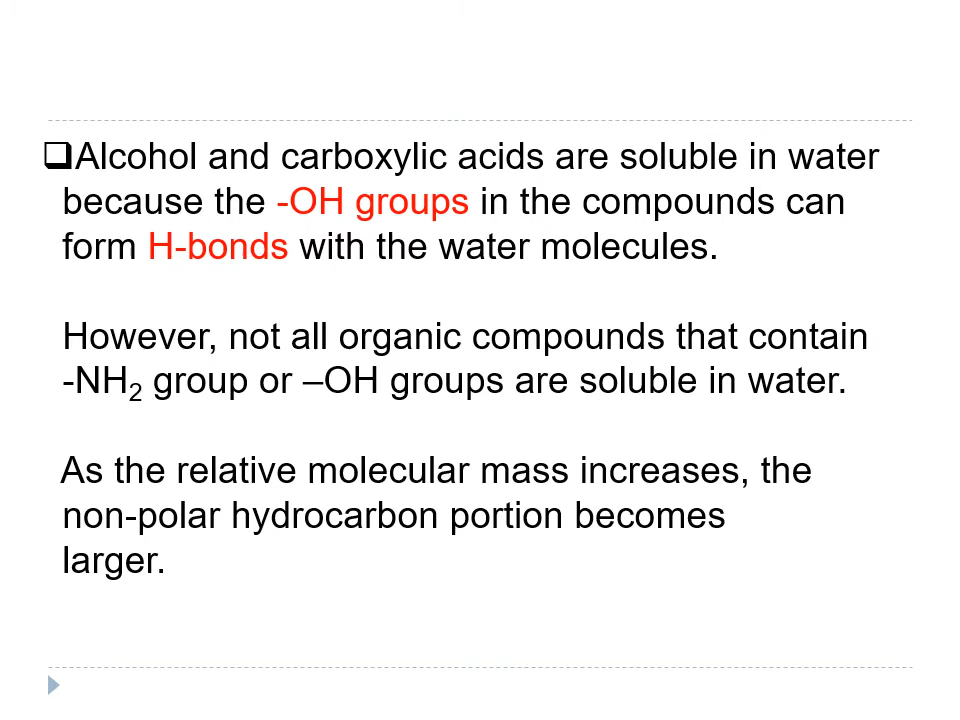 ❑Alcohol and carboxylic acids are soluble in water
because the -OH groups in the compounds can
form H-bonds with the water molecules.
However, not all organic compounds that contain
-NH₂ group or –OH groups are soluble in water.
As the relative molecular mass increases, the
non-polar hydrocarbon portion becomes
larger.